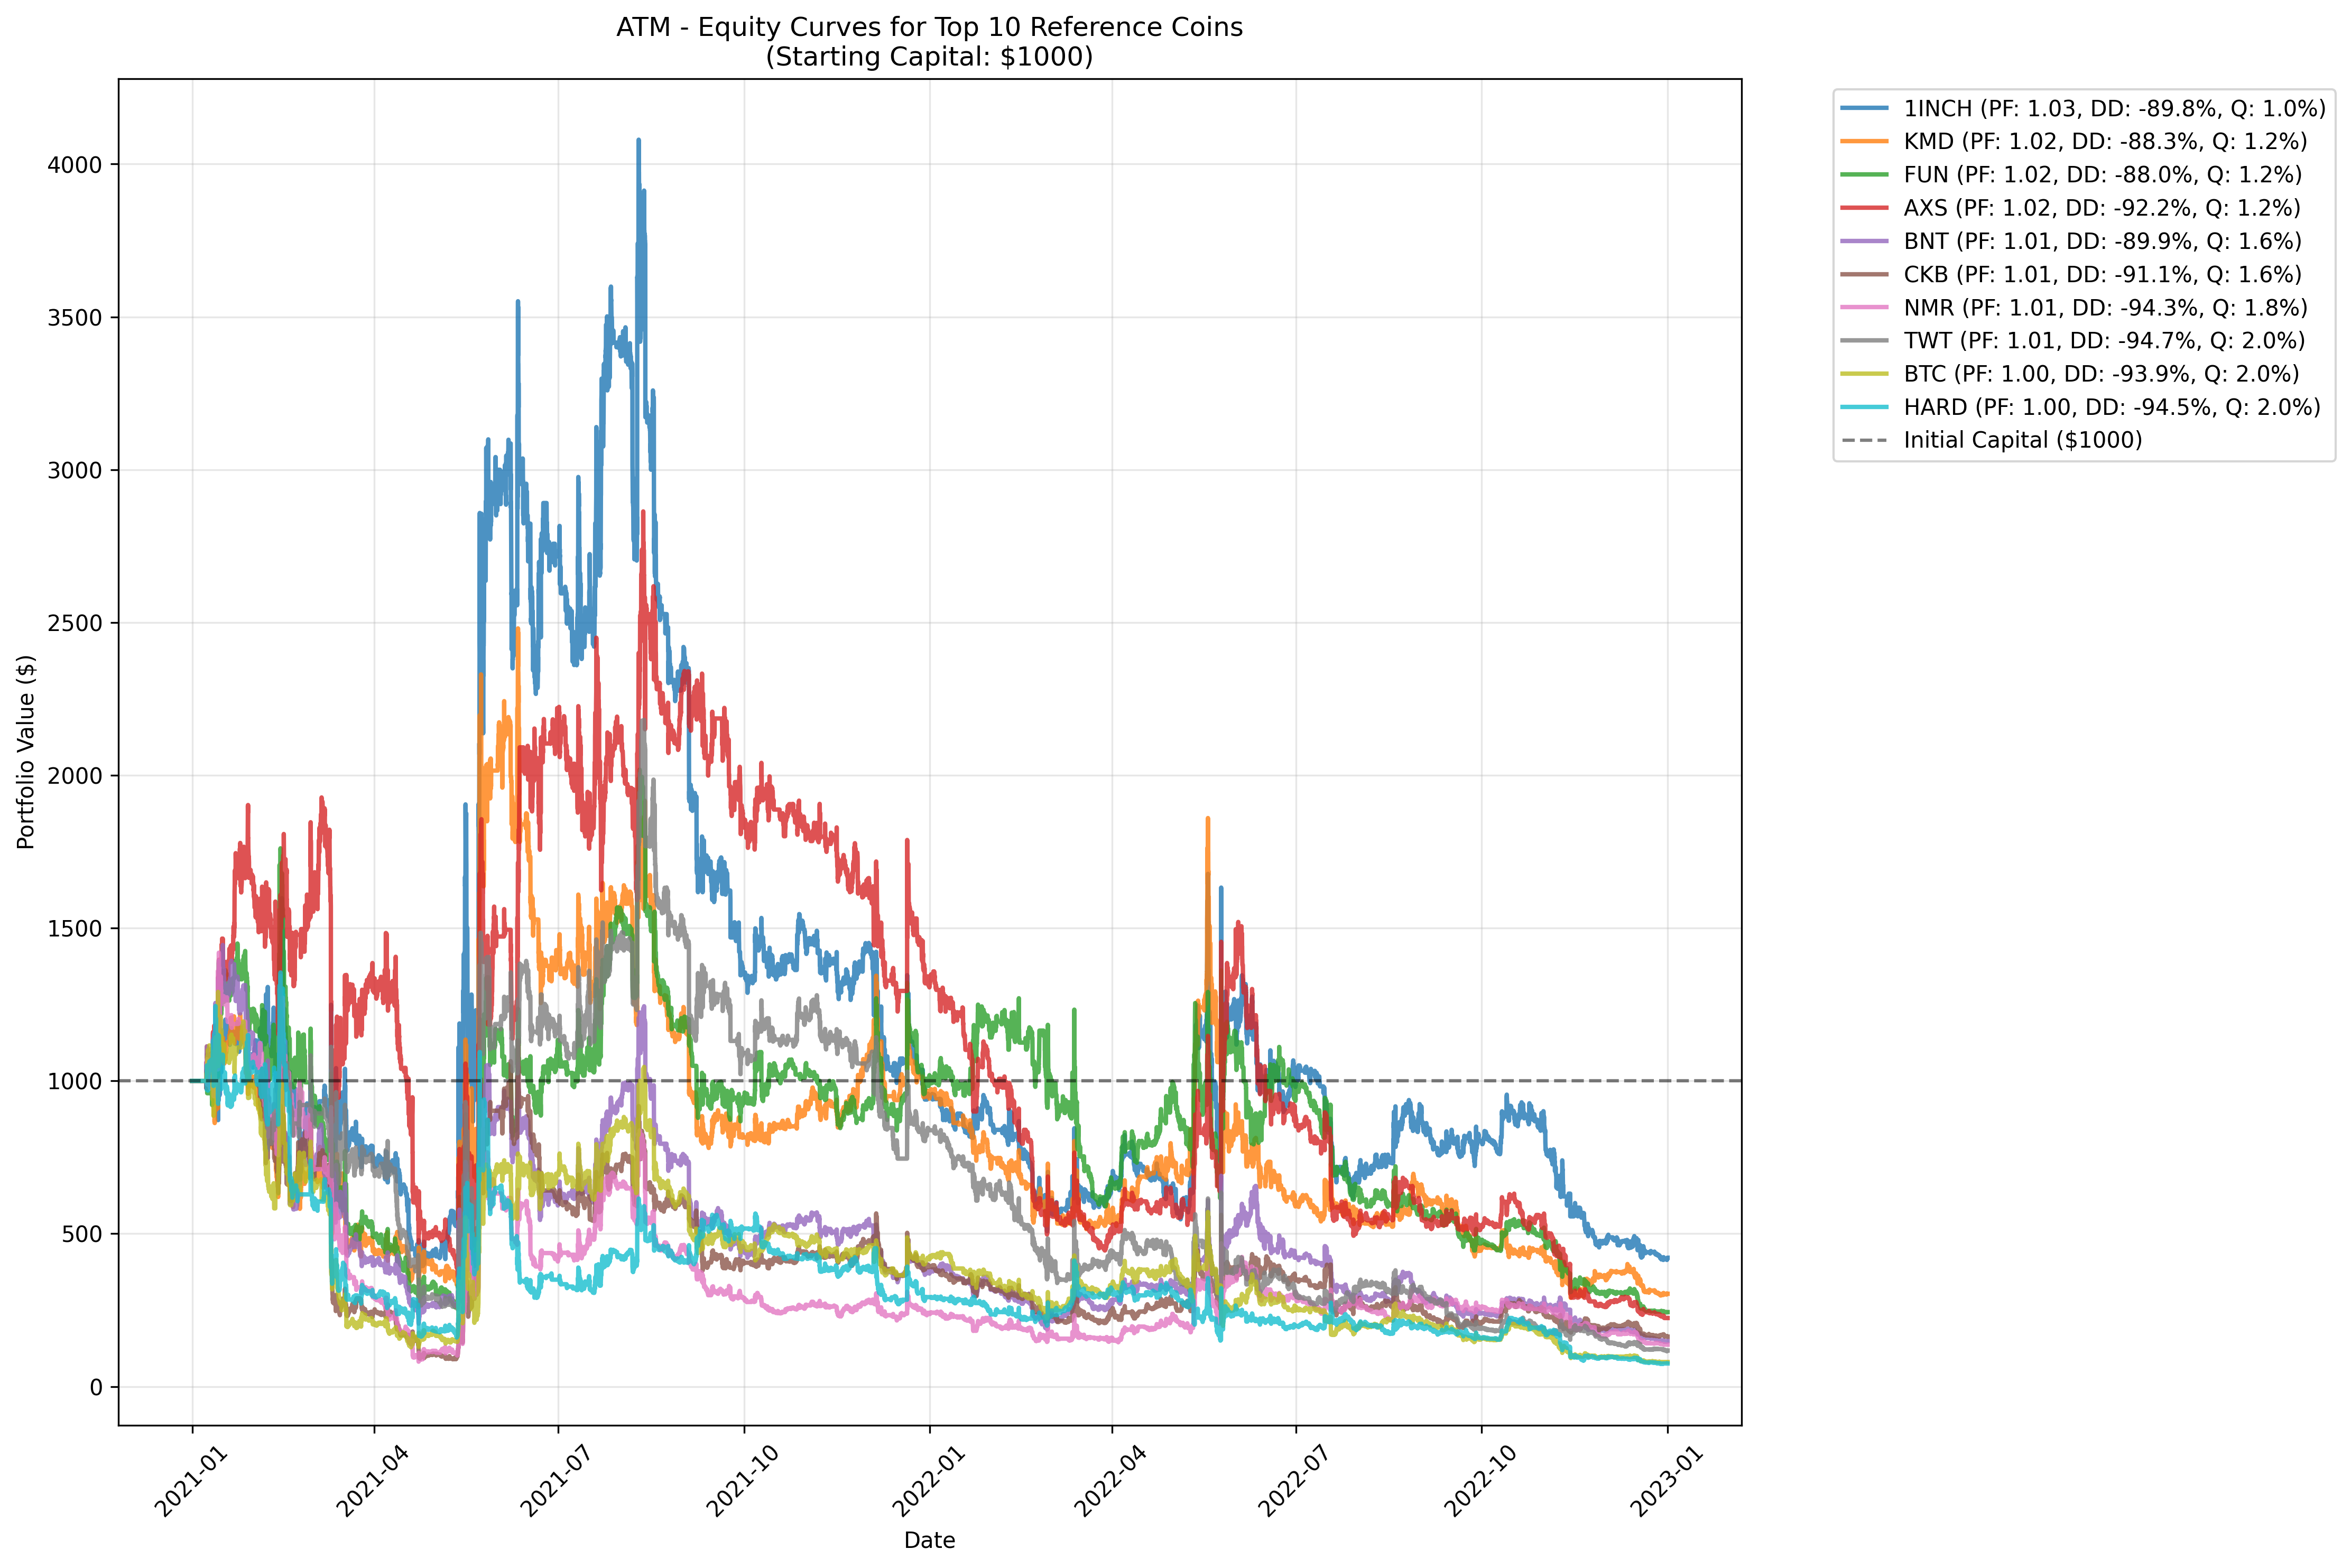 ATM - Equity Curves for Top 10 Reference Coins
(Starting Capital: $1000)
Portfolio Value ($)
4000
3500
3000
2500
2000
1500
1000
500
0
2021-01
2021-04
2021-07
2021-10
2022-01
2022-04
2022-07
2022-10
2023-01
Date
1INCH (PF: 1.03, DD: -89.8%, Q: 1.0%)
KMD (PF: 1.02, DD: -88.3%, Q: 1.2%)
FUN (PF: 1.02, DD: -88.0%, Q: 1.2%)
AXS (PF: 1.02, DD: -92.2%, Q: 1.2%)
BNT (PF: 1.01, DD: -89.9%, Q: 1.6%)
CKB (PF: 1.01, DD: -91.1%, Q: 1.6%)
NMR (PF: 1.01, DD: -94.3%, Q: 1.8%)
TWT (PF: 1.01, DD: -94.7%, Q: 2.0%)
BTC (PF: 1.00, DD: -93.9%, Q: 2.0%)
HARD (PF: 1.00, DD: -94.5%, Q: 2.0%)
Initial Capital ($1000)